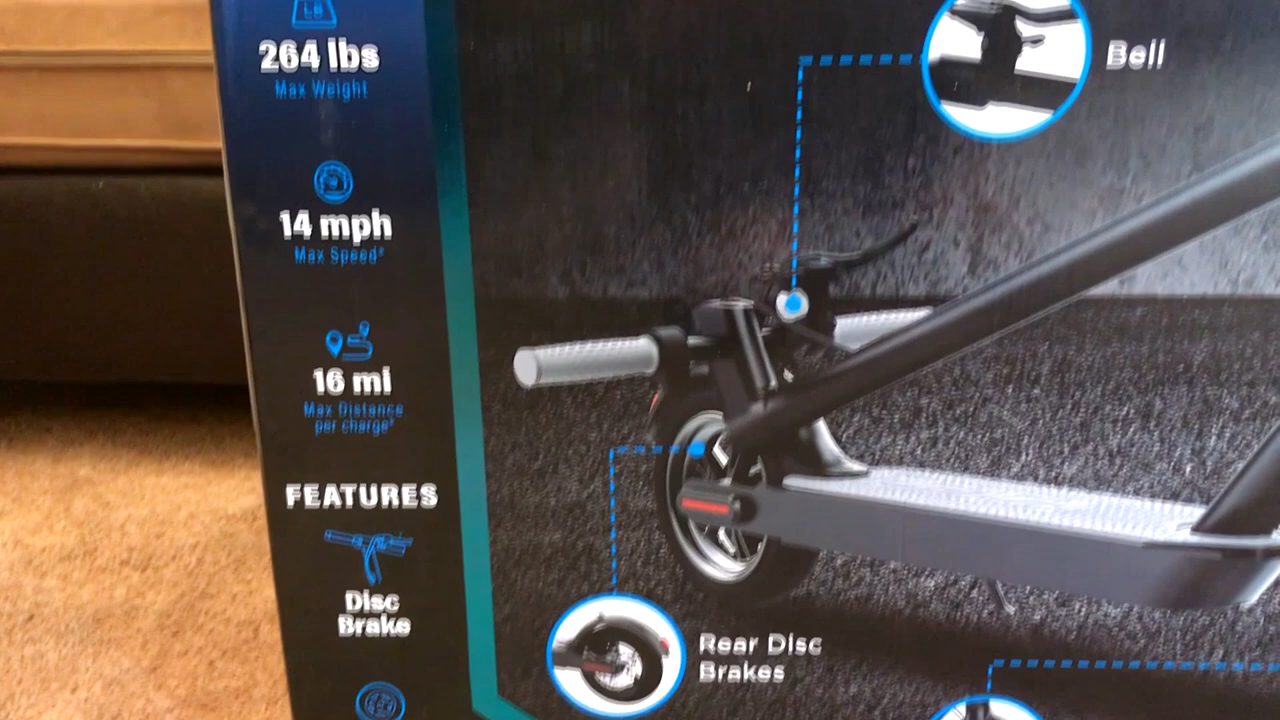 LB
264 lbs
Max Weight
14 mph
Max Speed
16 mi
Max Distance
per charge
FEATURES
Disc
Brake
Bell
Rear Disc
Brakes